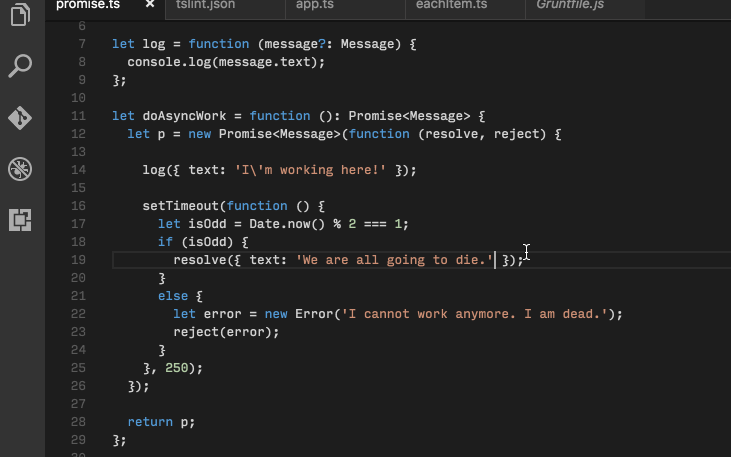 promise.ts × tslint.json app.ts eachItem.ts Gruntfile.js
6
7 let log = function (message?: Message) {
8 console.log(message.text);
9 };
10
11 let doAsyncWork = function (): Promise<Message> {
12 let p = new Promise<Message>(function (resolve, reject) {
13
14 log({ text: 'I\'m working here!' });
15
16 setTimeout(function () {
17 let isOdd = Date.now() % 2 === 1;
18 if (isOdd) {
19 resolve({ text: 'We are all going to die.' });
20 }
21 else {
22 let error = new Error('I cannot work anymore. I am dead.');
23 reject(error);
24 }
25 }, 250);
26 });
27
28 return p;
29 };